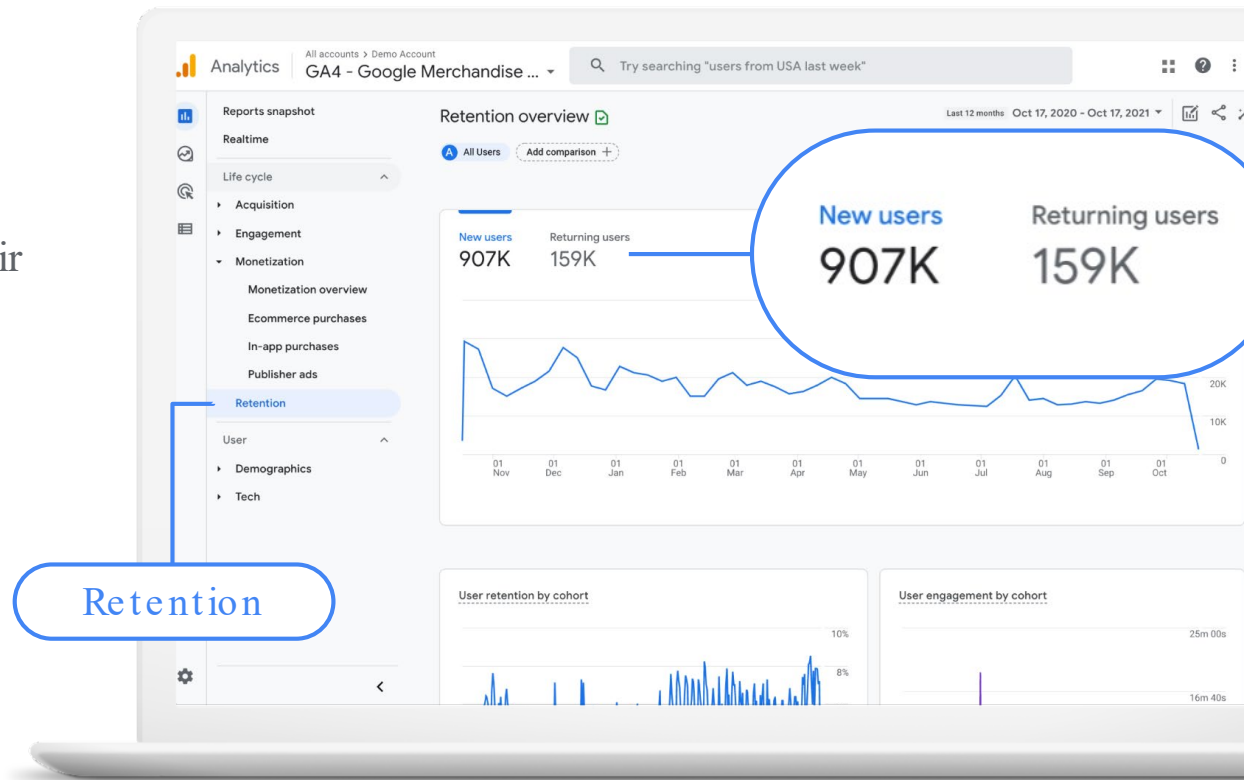 All accounts > Demo Account
Analytics
GA4 - Google Merchandise ...
Try searching "users from USA last week"
Reports snapshot
Realtime
Life cycle
Acquisition
Engagement
Monetization
Monetization overview
Ecommerce purchases
In-app purchases
Publisher ads
Retention
User
Demographics
Tech
Retention overview
Last 12 months Oct 17, 2020 - Oct 17, 2021
A All Users
Add comparison +
New users
907K
Returning users
159K
New users
907K
Returning users
159K
20K
10K
0
01 Nov
01 Dec
01 Jan
01 Feb
01 Mar
01 Apr
01 May
01 Jun
01 Jul
01 Aug
01 Sep
01 Oct
User retention by cohort
10%
8%
User engagement by cohort
25m 00s
16m 40s
ir
Retention